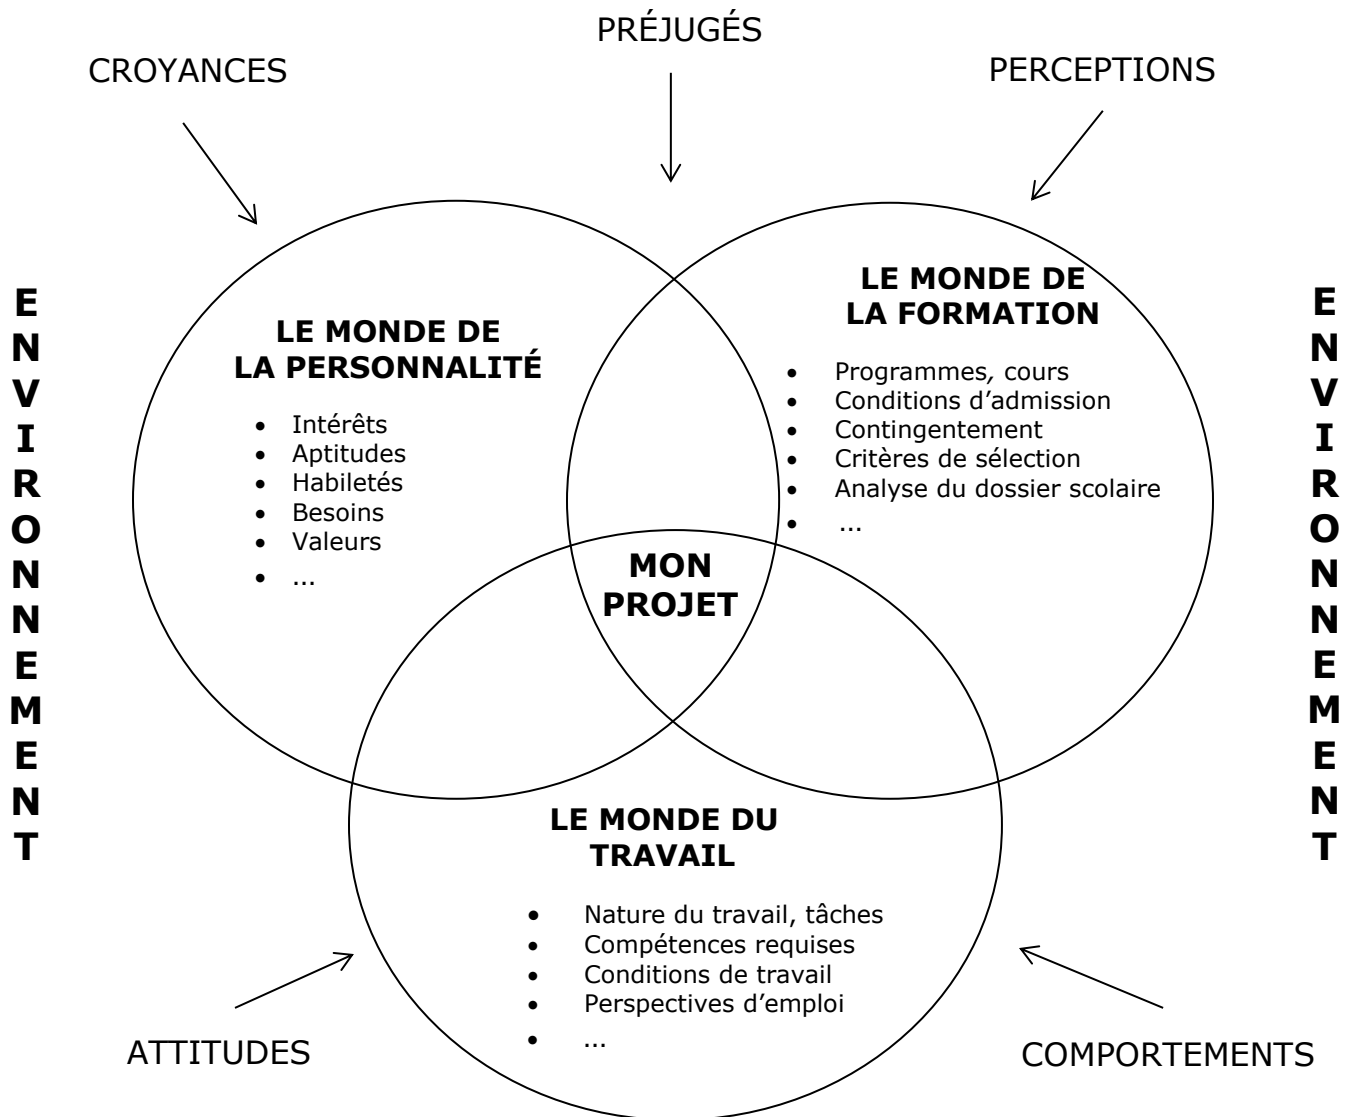 PRÉJUGÉS
CROYANCES
PERCEPTIONS
ENVIRONNEMENT
LE MONDE DE
LA PERSONNALITÉ
• Intérêts
• Aptitudes
• Habiletés
• Besoins
• Valeurs
• ...
LE MONDE DE
LA FORMATION
• Programmes, cours
• Conditions d’admission
• Contingentement
• Critères de sélection
• Analyse du dossier scolaire
• ...
ENVIRONNEMENT
MON
PROJET
LE MONDE DU
TRAVAIL
• Nature du travail, tâches
• Compétences requises
• Conditions de travail
• Perspectives d’emploi
• ...
ATTITUDES
COMPORTEMENTS